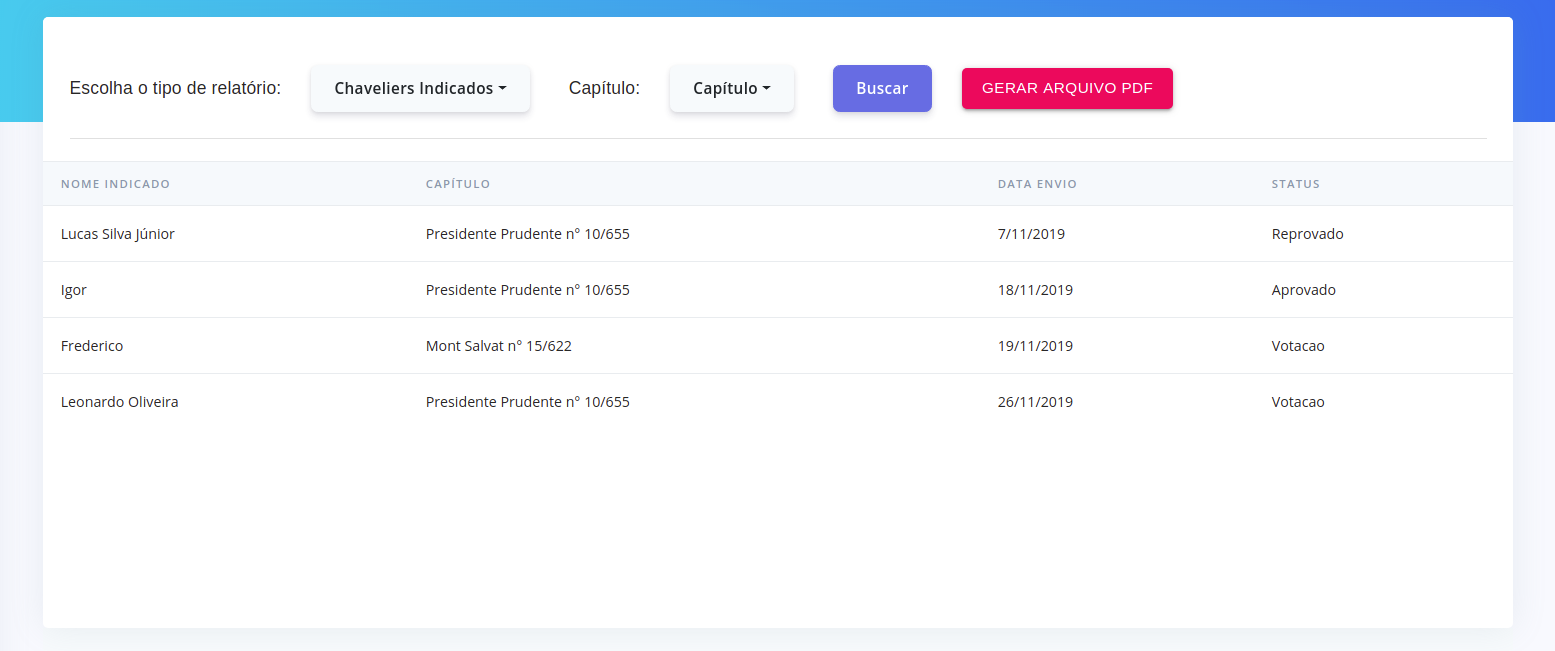 Escolha o tipo de relatório: Chaveliers Indicados Capítulo: Capítulo Buscar GERAR ARQUIVO PDF
NOME INDICADO CAPÍTULO DATA ENVIO STATUS
Lucas Silva Júnior Presidente Prudente n° 10/655 7/11/2019 Reprovado
Igor Presidente Prudente n° 10/655 18/11/2019 Aprovado
Frederico Mont Salvat n° 15/622 19/11/2019 Votacao
Leonardo Oliveira Presidente Prudente n° 10/655 26/11/2019 Votacao